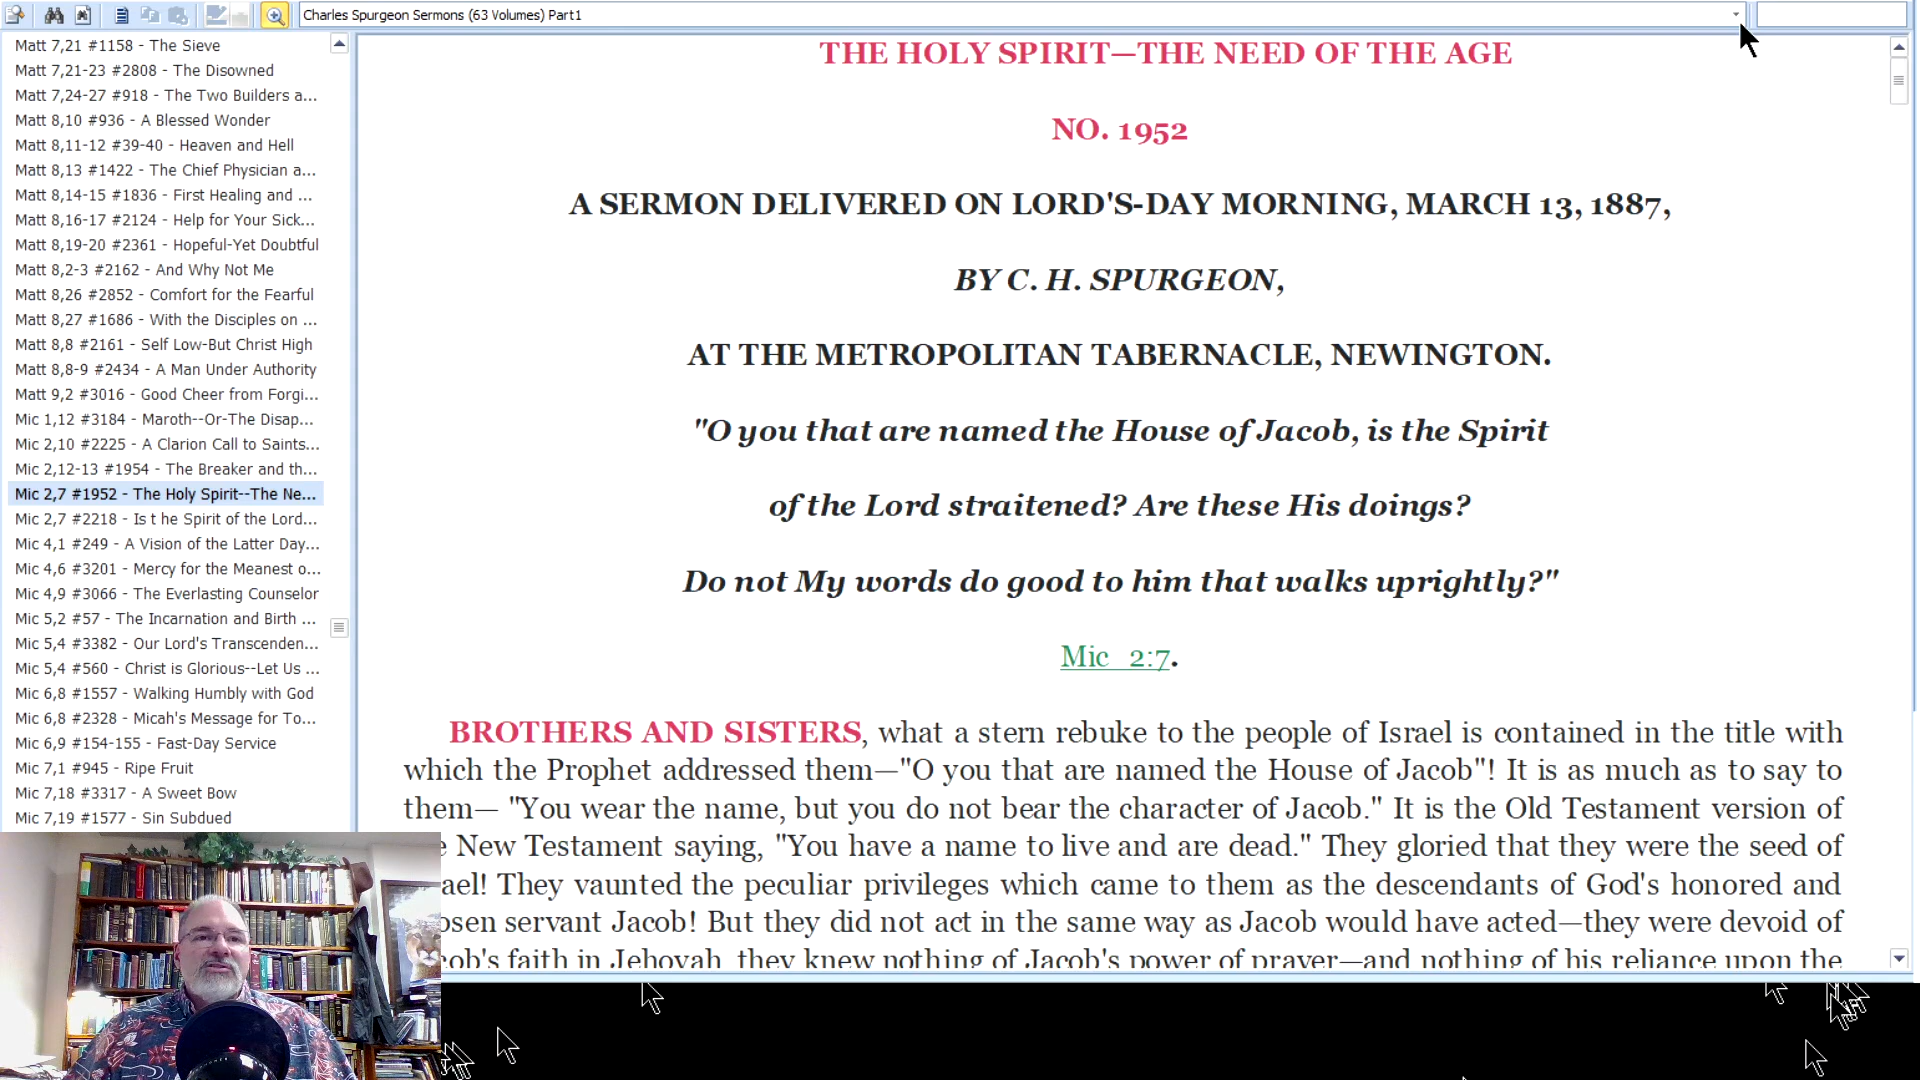 Charles Spurgeon Sermons (63 Volumes) Part1
Matt 7,21 #1158 - The Sieve
Matt 7,21-23 #2808 - The Disowned
Matt 7,24-27 #918 - The Two Builders a...
Matt 8,10 #936 - A Blessed Wonder
Matt 8,11-12 #39-40 - Heaven and Hell
Matt 8,13 #1422 - The Chief Physician a...
Matt 8,14-15 #1836 - First Healing and ...
Matt 8,16-17 #2124 - Help for Your Sick...
Matt 8,19-20 #2361 - Hopeful-Yet Doubtful
Matt 8,2-3 #2162 - And Why Not Me
Matt 8,26 #2852 - Comfort for the Fearful
Matt 8,27 #1686 - With the Disciples on ...
Matt 8,8 #2161 - Self Low-But Christ High
Matt 8,8-9 #2434 - A Man Under Authority
Matt 9,2 #3016 - Good Cheer from Forgi...
Mic 1,12 #3184 - Maroth--Or-The Disap...
Mic 2,10 #2225 - A Clarion Call to Saints...
Mic 2,12-13 #1954 - The Breaker and th...
Mic 2,7 #1952 - The Holy Spirit--The Ne...
Mic 2,7 #2218 - Is t he Spirit of the Lord...
Mic 4,1 #249 - A Vision of the Latter Day...
Mic 4,6 #3201 - Mercy for the Meanest o...
Mic 4,9 #3066 - The Everlasting Counselor
Mic 5,2 #57 - The Incarnation and Birth ...
Mic 5,4 #3382 - Our Lord's Transcenden...
Mic 5,4 #560 - Christ is Glorious--Let Us ...
Mic 6,8 #1557 - Walking Humbly with God
Mic 6,8 #2328 - Micah's Message for To...
Mic 6,9 #154-155 - Fast-Day Service
Mic 7,1 #945 - Ripe Fruit
Mic 7,18 #3317 - A Sweet Bow
Mic 7,19 #1577 - Sin Subdued
THE HOLY SPIRIT—THE NEED OF THE AGE
NO. 1952
A SERMON DELIVERED ON LORD'S-DAY MORNING, MARCH 13, 1887,
BY C. H. SPURGEON,
AT THE METROPOLITAN TABERNACLE, NEWINGTON.
"O you that are named the House of Jacob, is the Spirit
of the Lord straitened? Are these His doings?
Do not My words do good to him that walks uprightly?"
Mic 2:7.
BROTHERS AND SISTERS, what a stern rebuke to the people of Israel is contained in the title with
which the Prophet addressed them—"O you that are named the House of Jacob"! It is as much as to say to
them— "You wear the name, but you do not bear the character of Jacob." It is the Old Testament version of
e New Testament saying, "You have a name to live and are dead." They gloried that they were the seed of
ael! They vaunted the peculiar privileges which came to them as the descendants of God's honored and
osen servant Jacob! But they did not act in the same way as Jacob would have acted—they were devoid of
cob's faith in Jehovah, they knew nothing of Jacob's power of prayer—and nothing of his reliance upon the